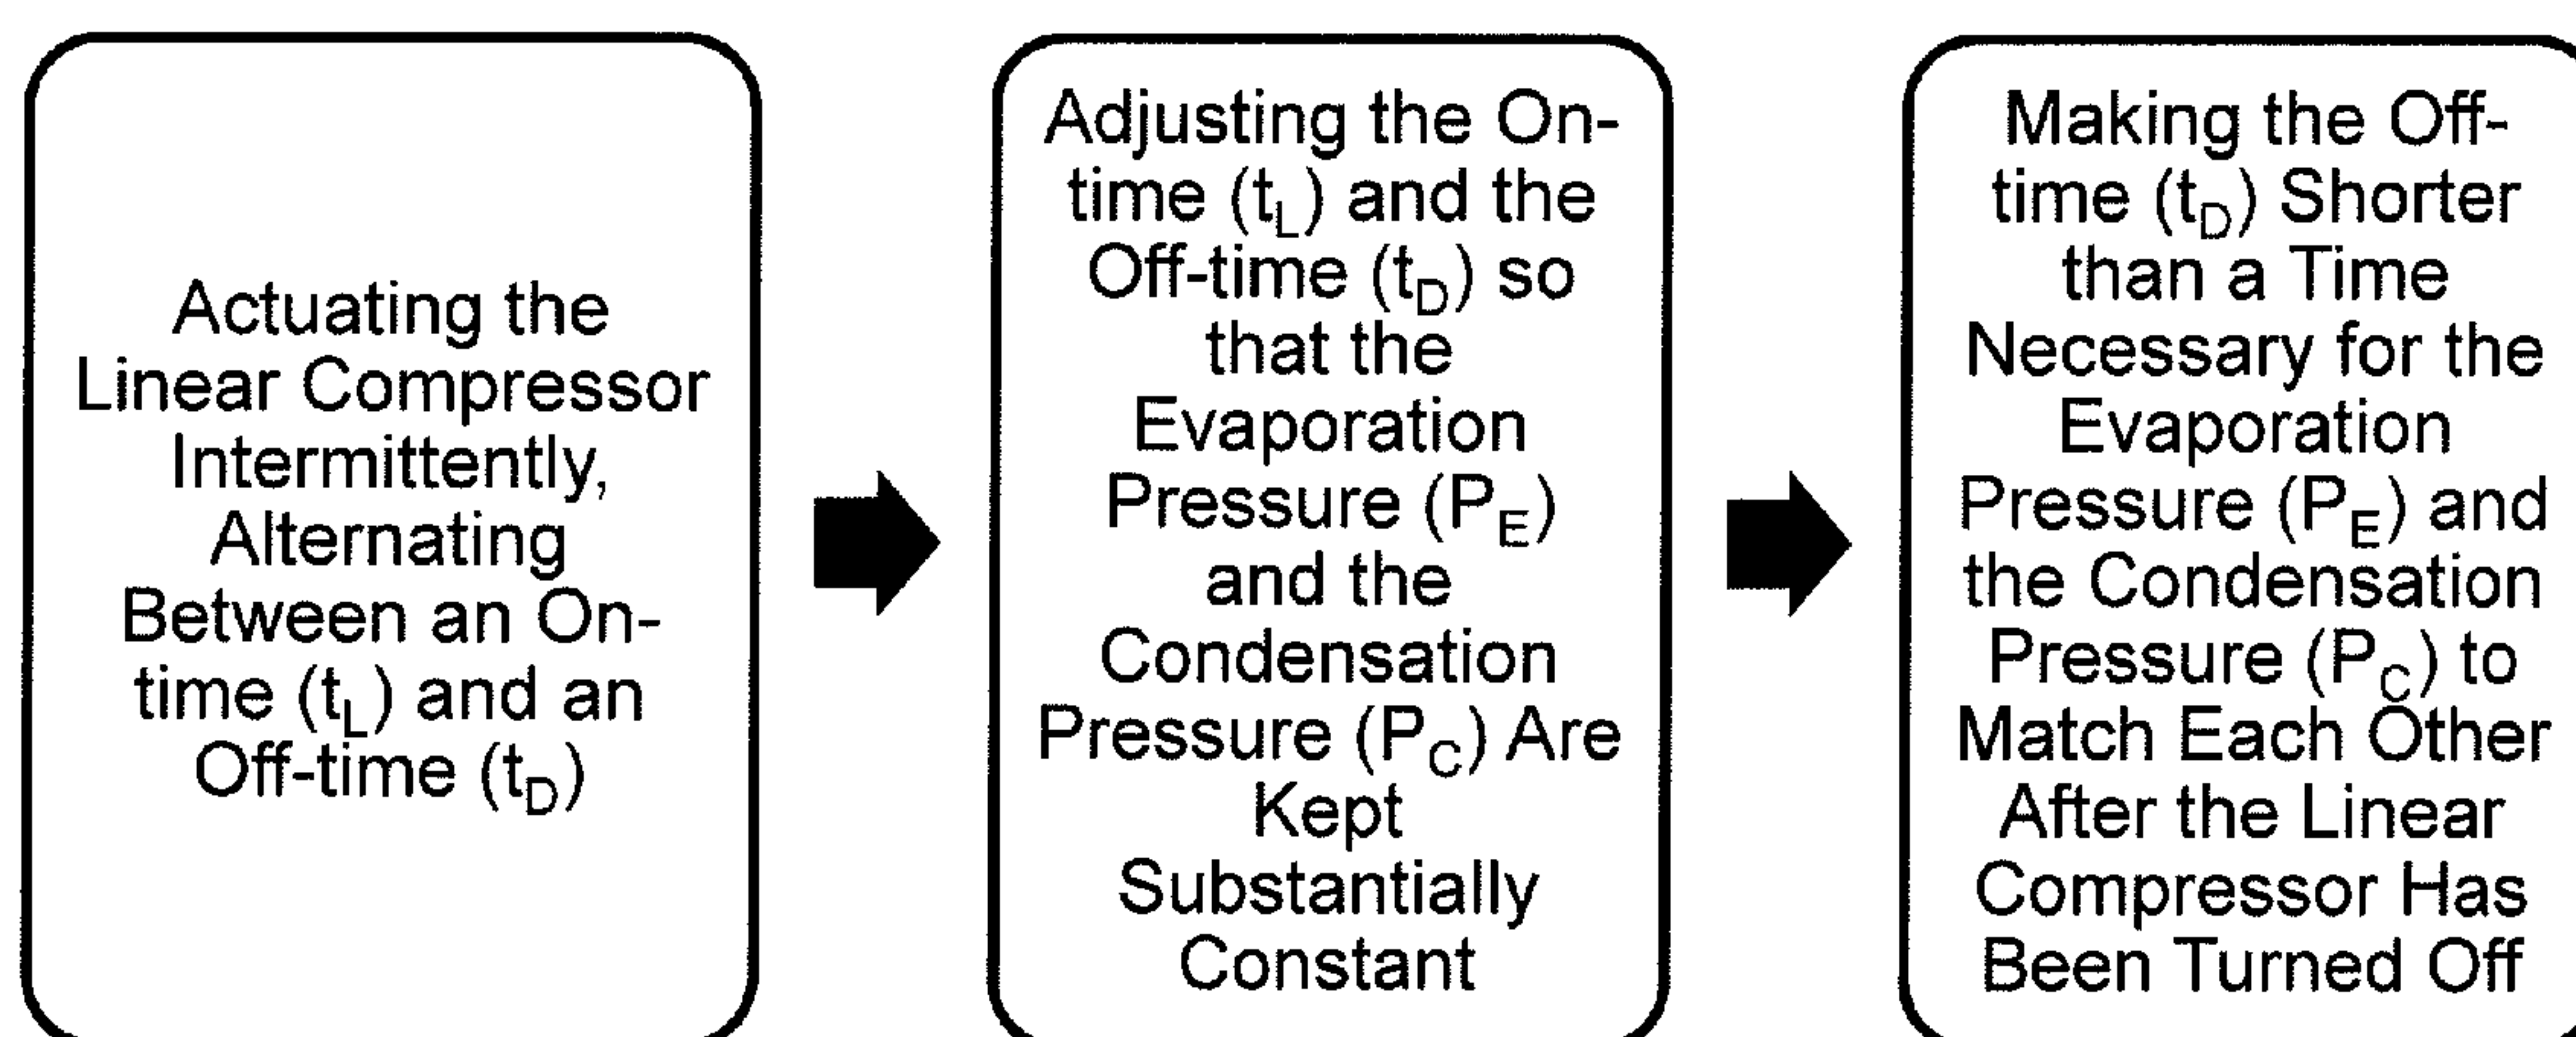 Actuating the
Linear Compressor
Intermittently,
Alternating
Between an On-
time (tL) and an
Off-time (tD)
Adjusting the On-
time (tL) and the
Off-time (tD) so
that the
Evaporation
Pressure (PE)
and the
Condensation
Pressure (PC) Are
Kept
Substantially
Constant
Making the Off-
time (tD) Shorter
than a Time
Necessary for the
Evaporation
Pressure (PE) and
the Condensation
Pressure (PC) to
Match Each Other
After the Linear
Compressor Has
Been Turned Off